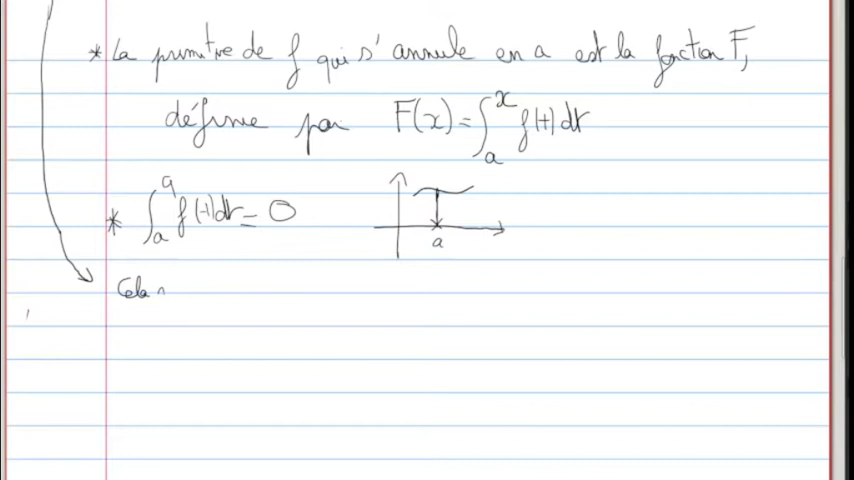 * La primitive de f qui s'annule en a est la fonction F,
définie par F(x) = ∫_a^x f(t) dt
* ∫_a^a f(t) dt = 0
a
Cela